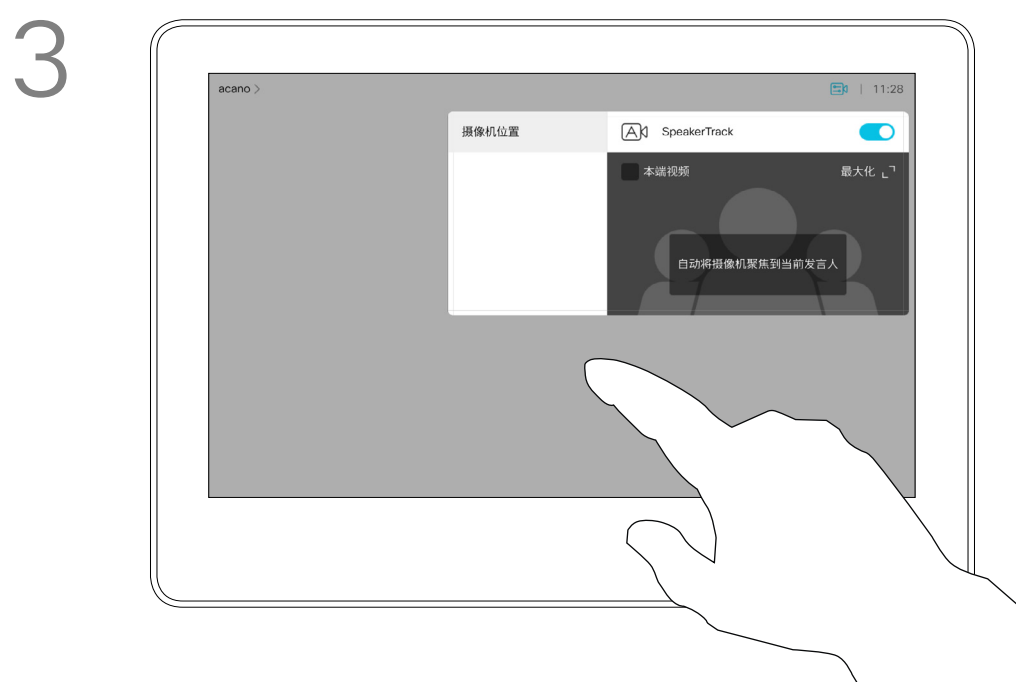 3
acano >
11:28
摄像机位置
SpeakerTrack
本端视频
最大化
自动将摄像机聚焦到当前发言人